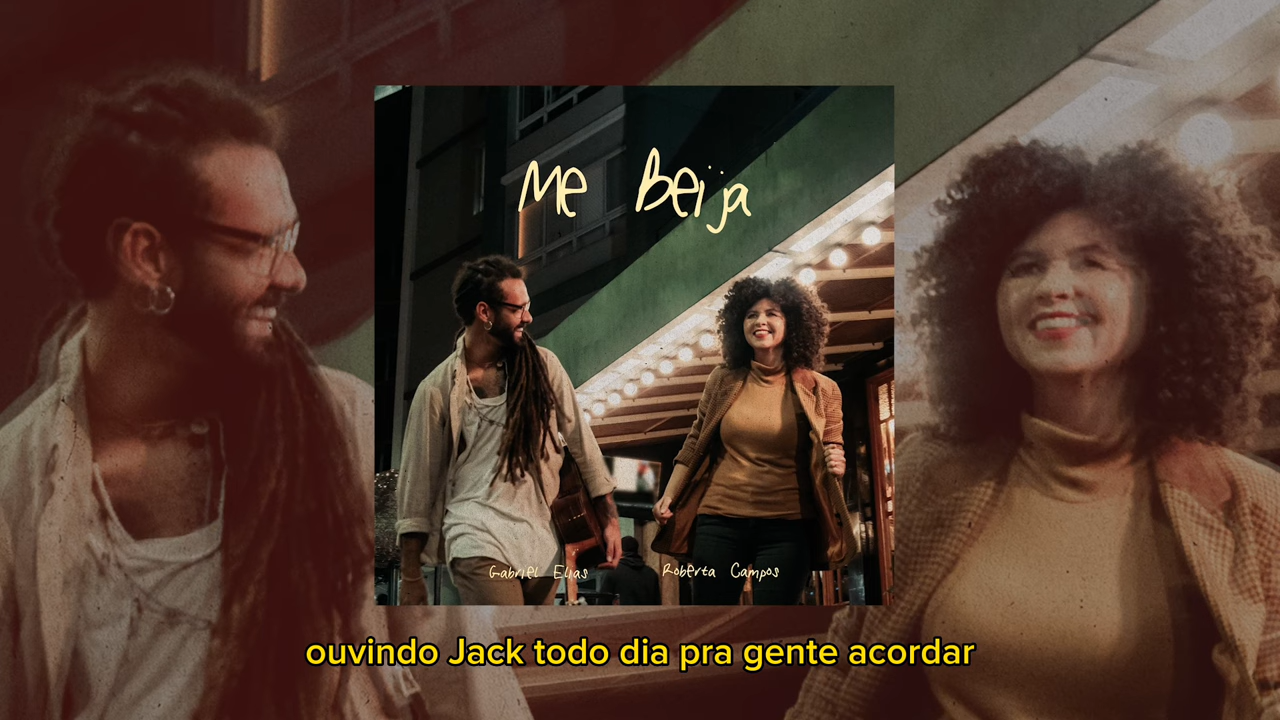 Me Beija
Gabriel Elias Roberta Campos
ouvindo Jack todo dia pra gente acordar